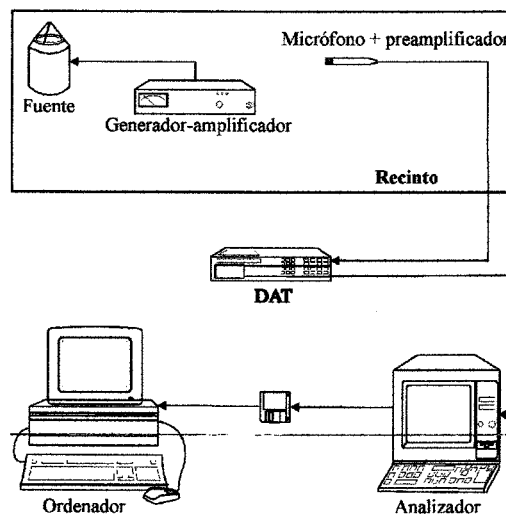 Micrófono + preamplificador
Fuente
Generador-amplificador
Recinto
DAT
Ordenador
Analizador